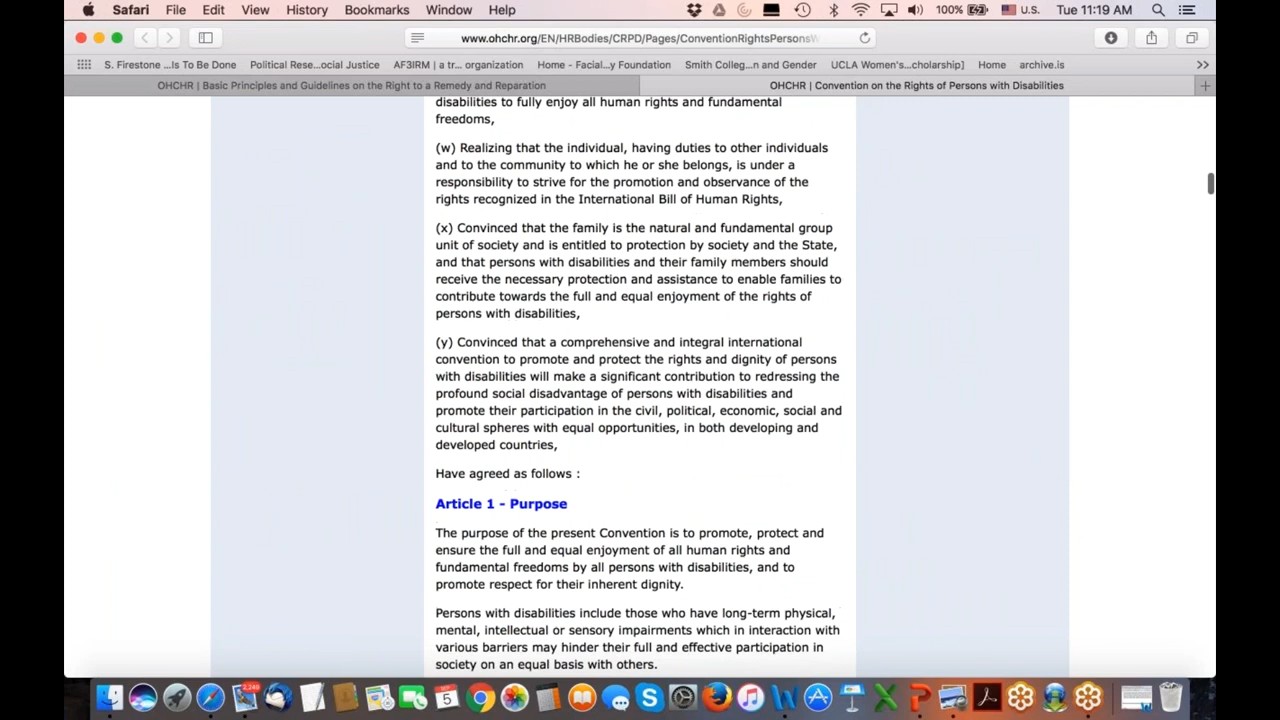 Safari File Edit View History Bookmarks Window Help 100% U.S. Tue 11:19 AM
www.ohchr.org/EN/HRBodies/CRPD/Pages/ConventionRightsPersons
S. Firestone ...Is To Be Done Political Rese...ocial Justice AF3IRM | a tr... organization Home - Facial...y Foundation Smith Colleg...n and Gender UCLA Women's...cholarship] Home archive.is
OHCHR | Basic Principles and Guidelines on the Right to a Remedy and Reparation OHCHR | Convention on the Rights of Persons with Disabilities
disabilities to fully enjoy all human rights and fundamental
freedoms,
(w) Realizing that the individual, having duties to other individuals
and to the community to which he or she belongs, is under a
responsibility to strive for the promotion and observance of the
rights recognized in the International Bill of Human Rights,
(x) Convinced that the family is the natural and fundamental group
unit of society and is entitled to protection by society and the State,
and that persons with disabilities and their family members should
receive the necessary protection and assistance to enable families to
contribute towards the full and equal enjoyment of the rights of
persons with disabilities,
(y) Convinced that a comprehensive and integral international
convention to promote and protect the rights and dignity of persons
with disabilities will make a significant contribution to redressing the
profound social disadvantage of persons with disabilities and
promote their participation in the civil, political, economic, social and
cultural spheres with equal opportunities, in both developing and
developed countries,
Have agreed as follows :
Article 1 - Purpose
The purpose of the present Convention is to promote, protect and
ensure the full and equal enjoyment of all human rights and
fundamental freedoms by all persons with disabilities, and to
promote respect for their inherent dignity.
Persons with disabilities include those who have long-term physical,
mental, intellectual or sensory impairments which in interaction with
various barriers may hinder their full and effective participation in
society on an equal basis with others.